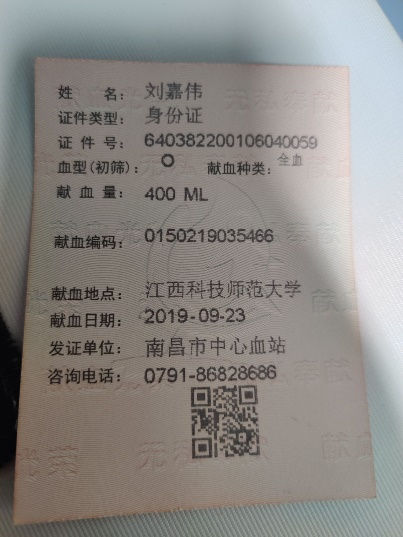 姓 名：刘嘉伟
证件类型：身份证
证 件 号：640382200106040059
血型(初筛)：O 献血种类：全血
献 血 量：400 ML
献血编码：0150219035466
献血地点：江西科技师范大学
献血日期：2019-09-23
发证单位：南昌市中心血站
咨询电话：0791-86828686